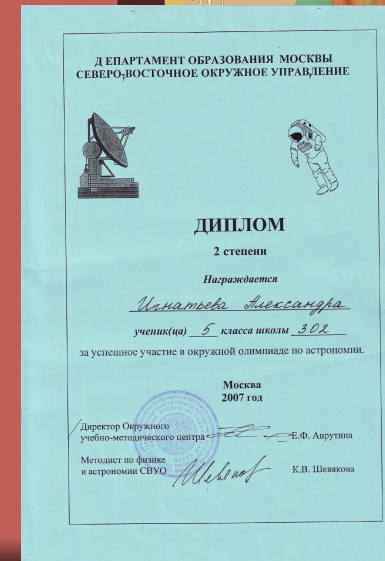 Д ЕПАРТАМЕНТ ОБРАЗОВАНИЯ МОСКВЫ
СЕВЕРО-ВОСТОЧНОЕ ОКРУЖНОЕ УПРАВЛЕНИЕ
ДИПЛОМ
2 степени
Награждается
Игнатьева Александра
ученик(ца) 5 класса школы 302
за успешное участие в окружной олимпиаде по астрономии.
Москва
2007 год
Директор Окружного
учебно-методического центра Е.Ф. Аврутина
Методист по физике
и астрономии СВУО Шевяков К.В. Шевякова